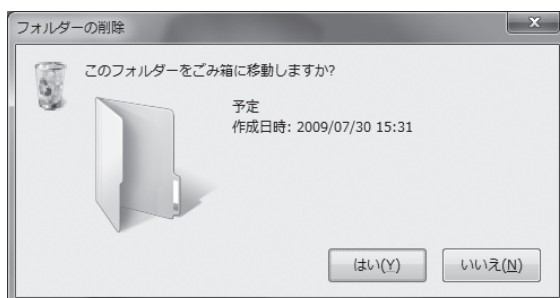 フォルダーの削除
このフォルダーをごみ箱に移動しますか?
予定
作成日時: 2009/07/30 15:31
はい(Y)
いいえ(N)